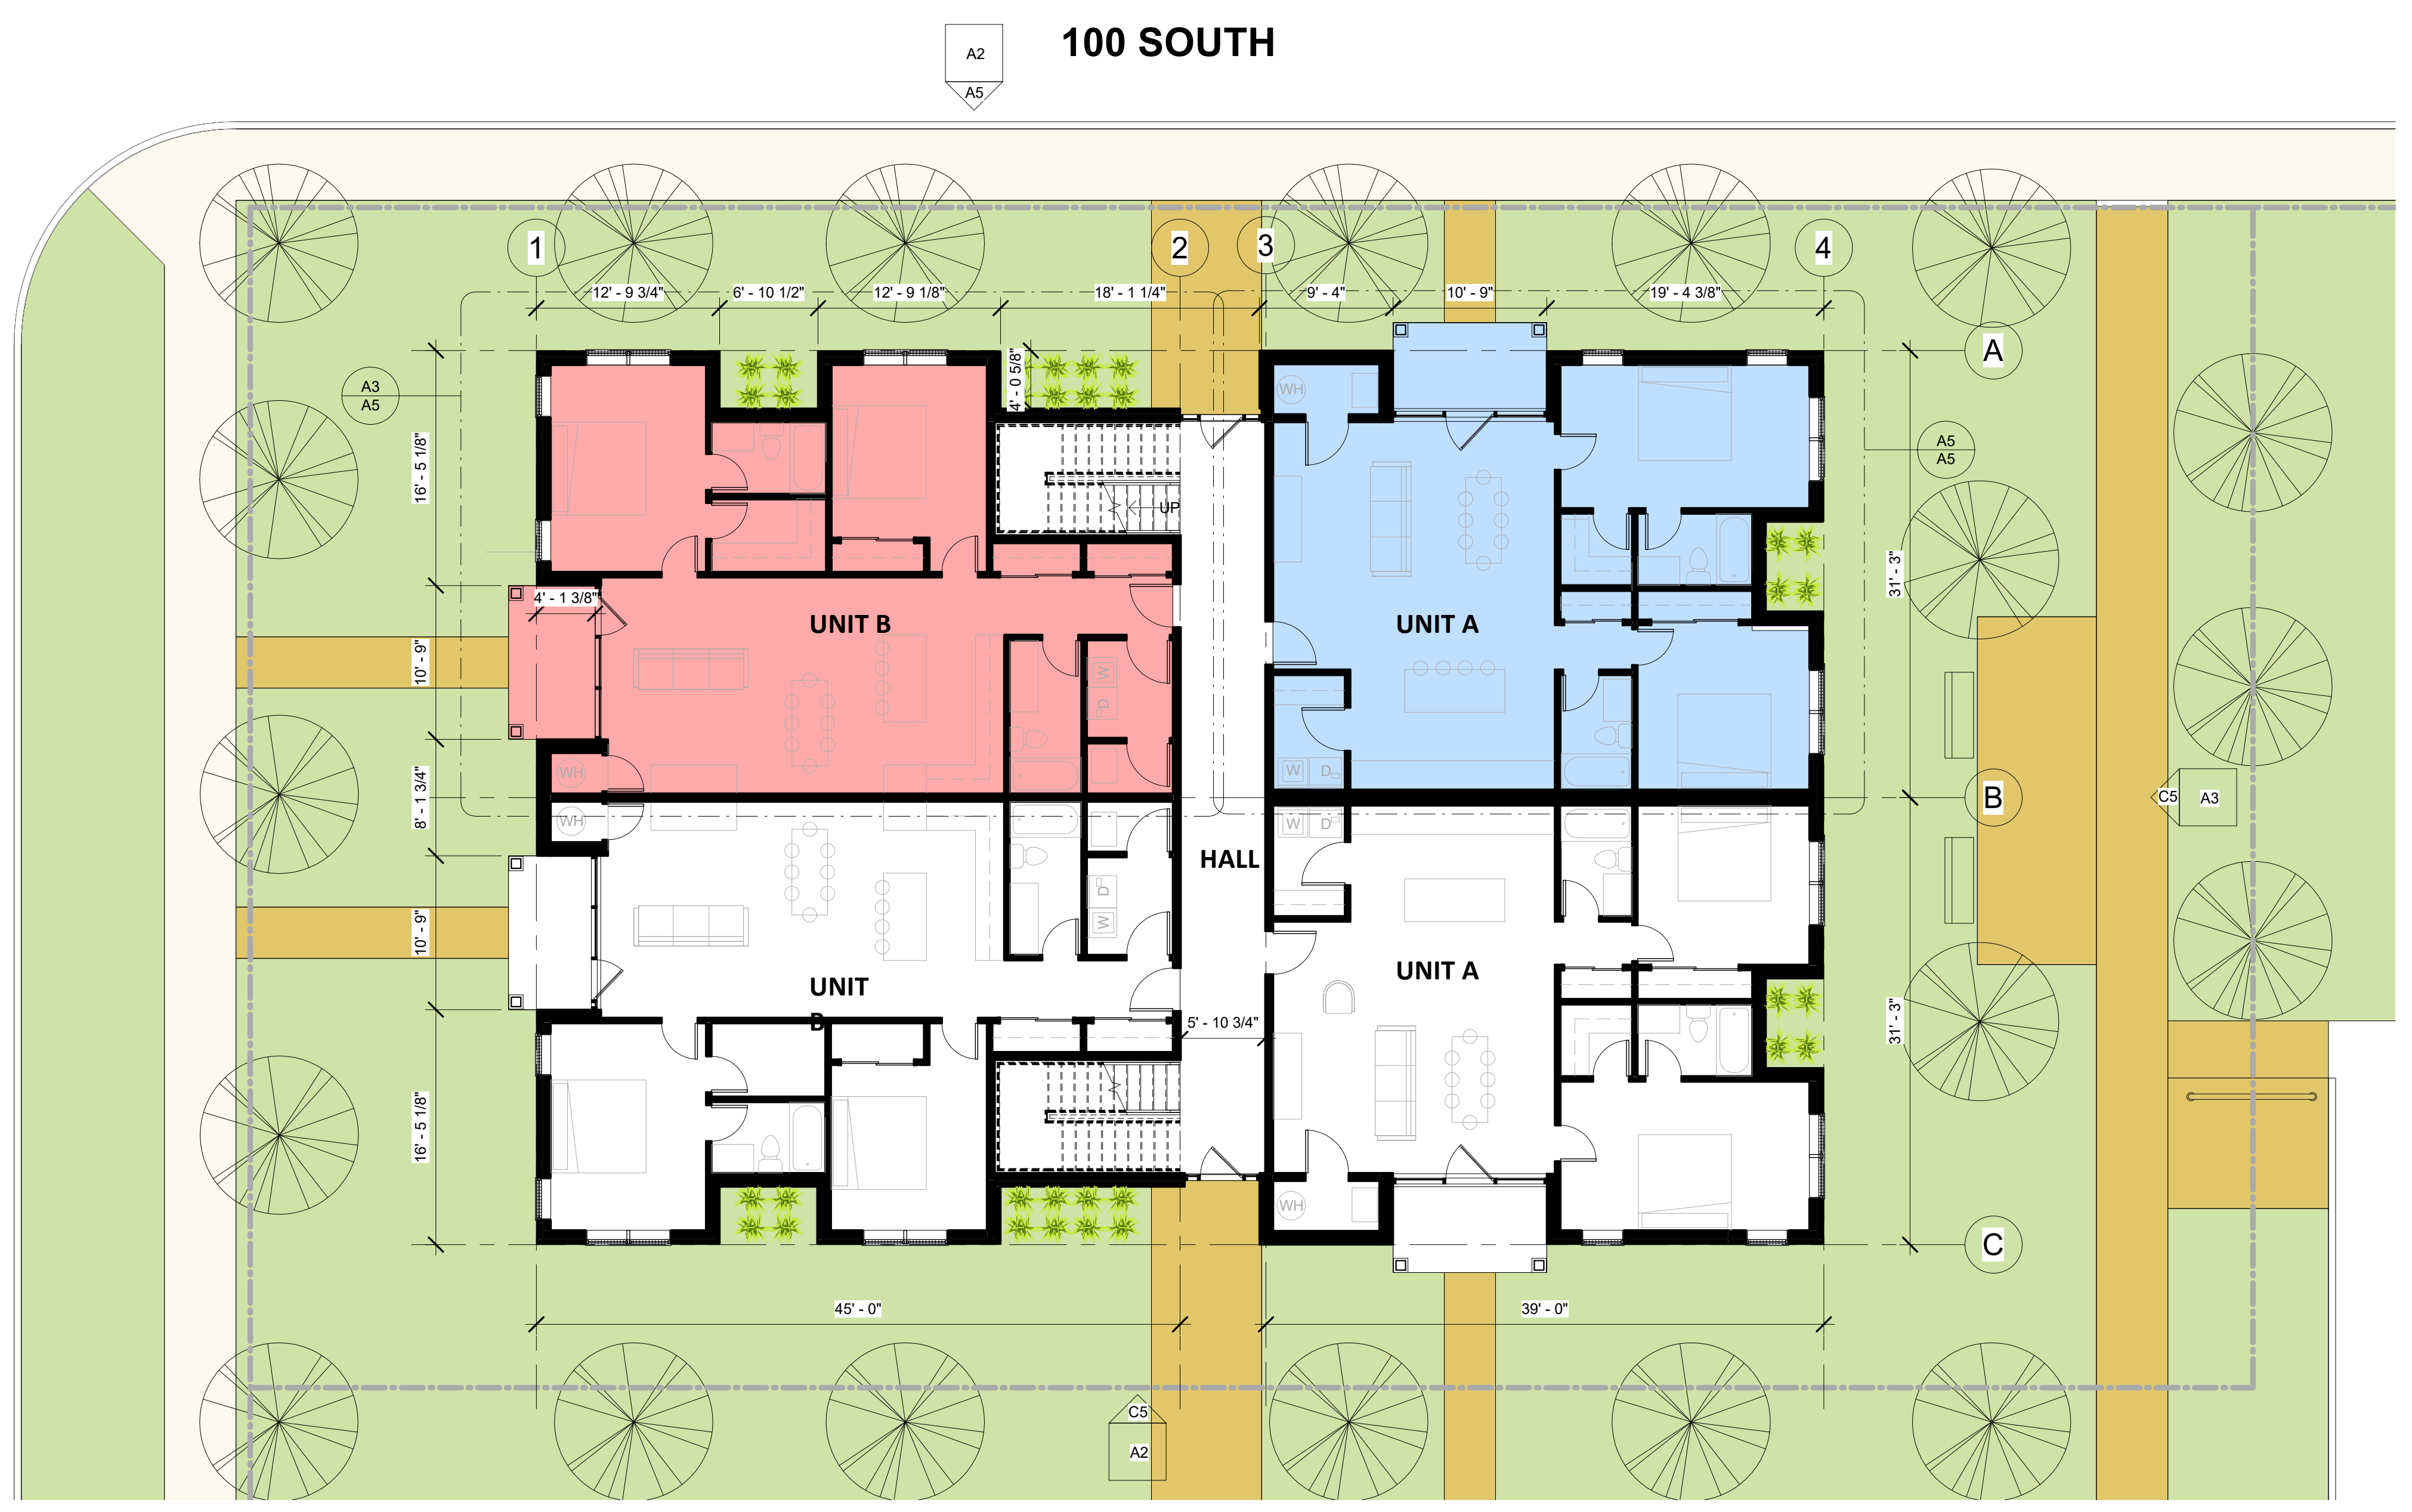 100 SOUTH
A2
A5
1
2
3
4
12' - 9 3/4"
6' - 10 1/2"
12' - 9 1/8"
18' - 1 1/4"
9' - 4"
10' - 9"
19' - 4 3/8"
A
4' - 0 5/8"
A3
A5
WH
A5
A5
16' - 5 1/8"
UP
31' - 3"
4' - 1 3/8"
UNIT B
UNIT A
10' - 9"
W
D
WH
W
D
8' - 1 3/4"
B
C5
A3
WH
W
D
HALL
D
W
10' - 9"
UNIT
B
UNIT A
5' - 10 3/4"
31' - 3"
16' - 5 1/8"
WH
C
45' - 0"
39' - 0"
C5
A2